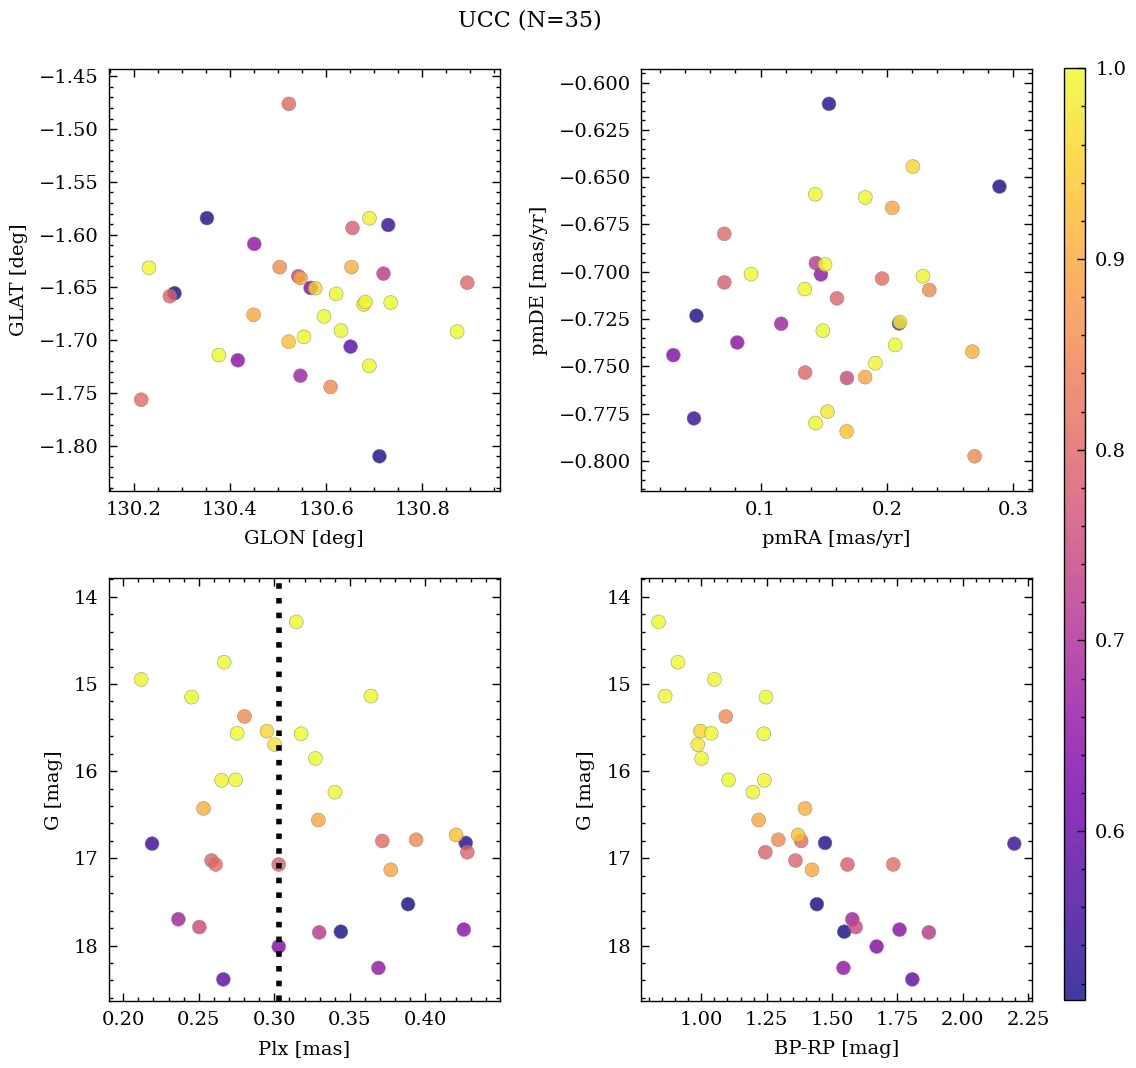 UCC (N=35)
−1.45
−1.50
−1.55
−1.60
−1.65
−1.70
−1.75
−1.80
GLAT [deg]
130.2 130.4 130.6 130.8
GLON [deg]
−0.600
−0.625
−0.650
−0.675
−0.700
−0.725
−0.750
−0.775
−0.800
pmDE [mas/yr]
0.1 0.2 0.3
pmRA [mas/yr]
14
15
16
17
18
G [mag]
0.20 0.25 0.30 0.35 0.40
Plx [mas]
14
15
16
17
18
G [mag]
1.00 1.25 1.50 1.75 2.00 2.25
BP-RP [mag]
1.0
0.9
0.8
0.7
0.6